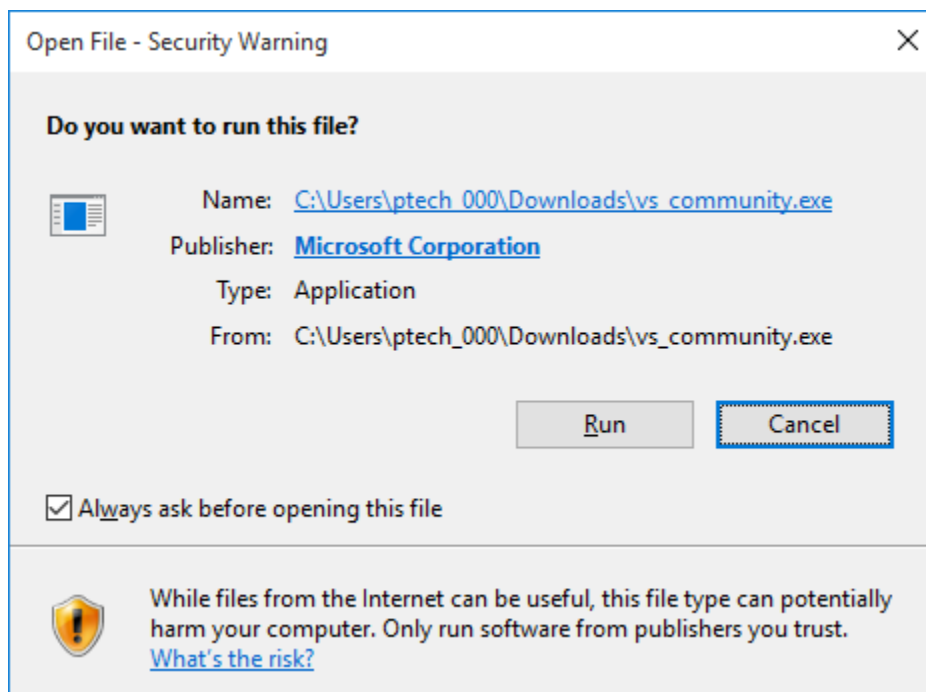 Open File - Security Warning
Do you want to run this file?
Name: C:\Users\ptech_000\Downloads\vs_community.exe
Publisher: Microsoft Corporation
Type: Application
From: C:\Users\ptech_000\Downloads\vs_community.exe
Run Cancel
Always ask before opening this file
While files from the Internet can be useful, this file type can potentially
harm your computer. Only run software from publishers you trust.
What's the risk?